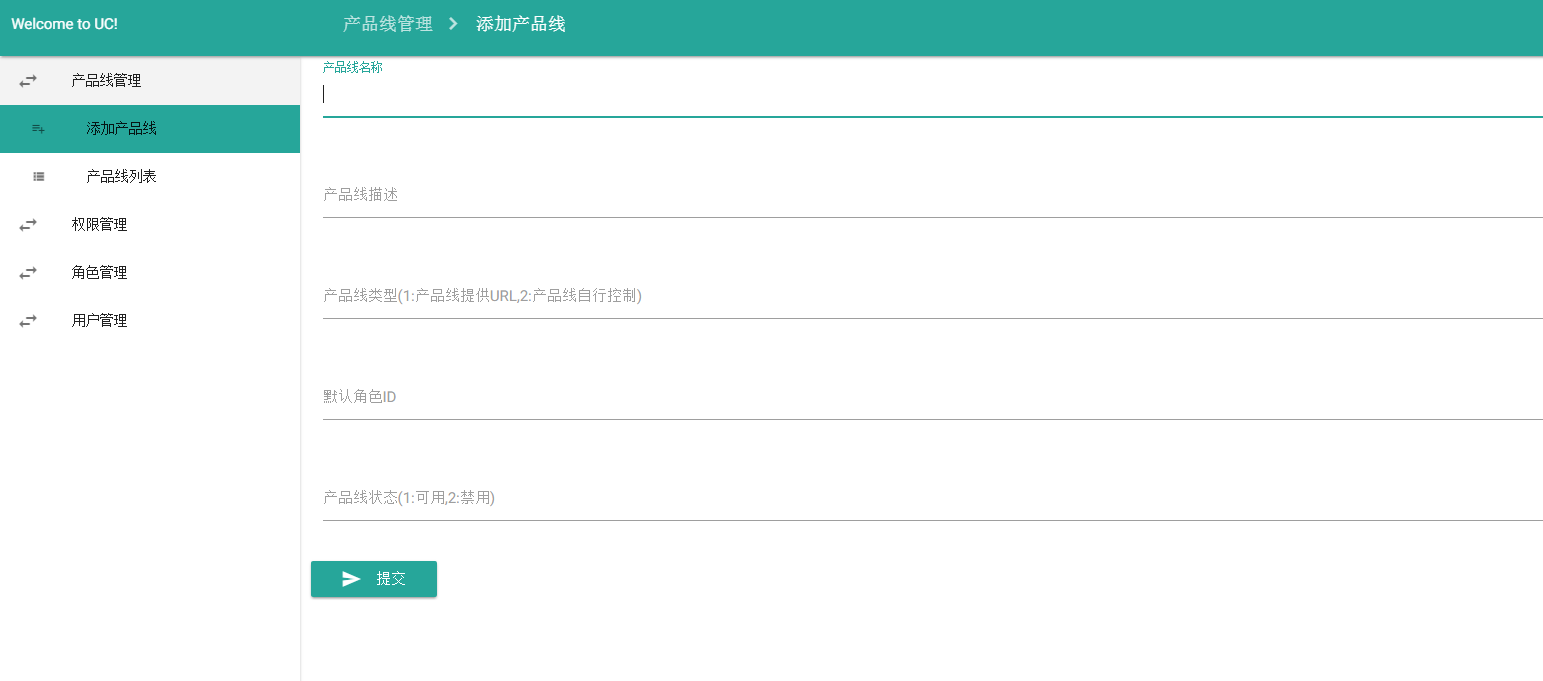 Welcome to UC!
产品线管理
添加产品线
产品线管理
添加产品线
产品线列表
权限管理
角色管理
用户管理
产品线名称
产品线描述
产品线类型(1:产品线提供URL,2:产品线自行控制)
默认角色ID
产品线状态(1:可用,2:禁用)
提交